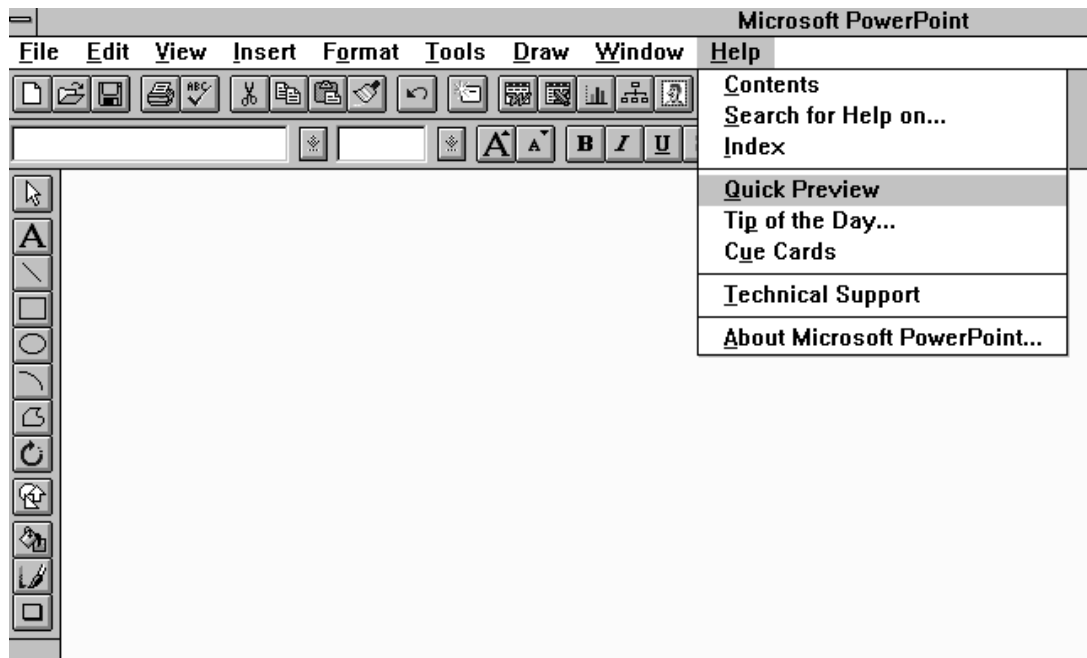 Microsoft PowerPoint
File Edit View Insert Format Tools Draw Window Help
ABC
A A B I U
A
Contents
Search for Help on...
Index
Quick Preview
Tip of the Day...
Cue Cards
Technical Support
About Microsoft PowerPoint...